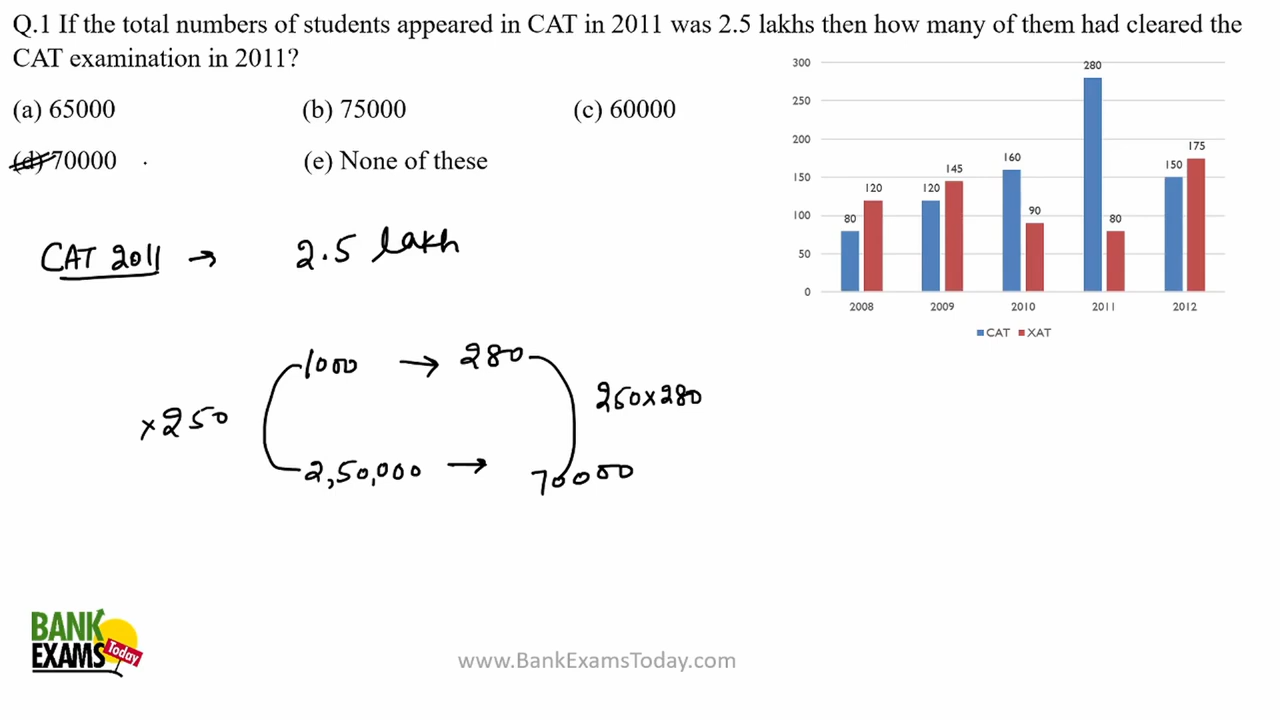 Q.1 If the total numbers of students appeared in CAT in 2011 was 2.5 lakhs then how many of them had cleared the
CAT examination in 2011?
(a) 65000 (b) 75000 (c) 60000
(d) 70000 (e) None of these
300
250
200
150
100
50
0
80 120 120 145 160 90 280 80 150 175
2008 2009 2010 2011 2012
CAT XAT
CAT 2011 → 2.5 lakh
1000 → 280
×250 250×280
2,50,000 → 70000
BANK
EXAMS Today
www.BankExamsToday.com